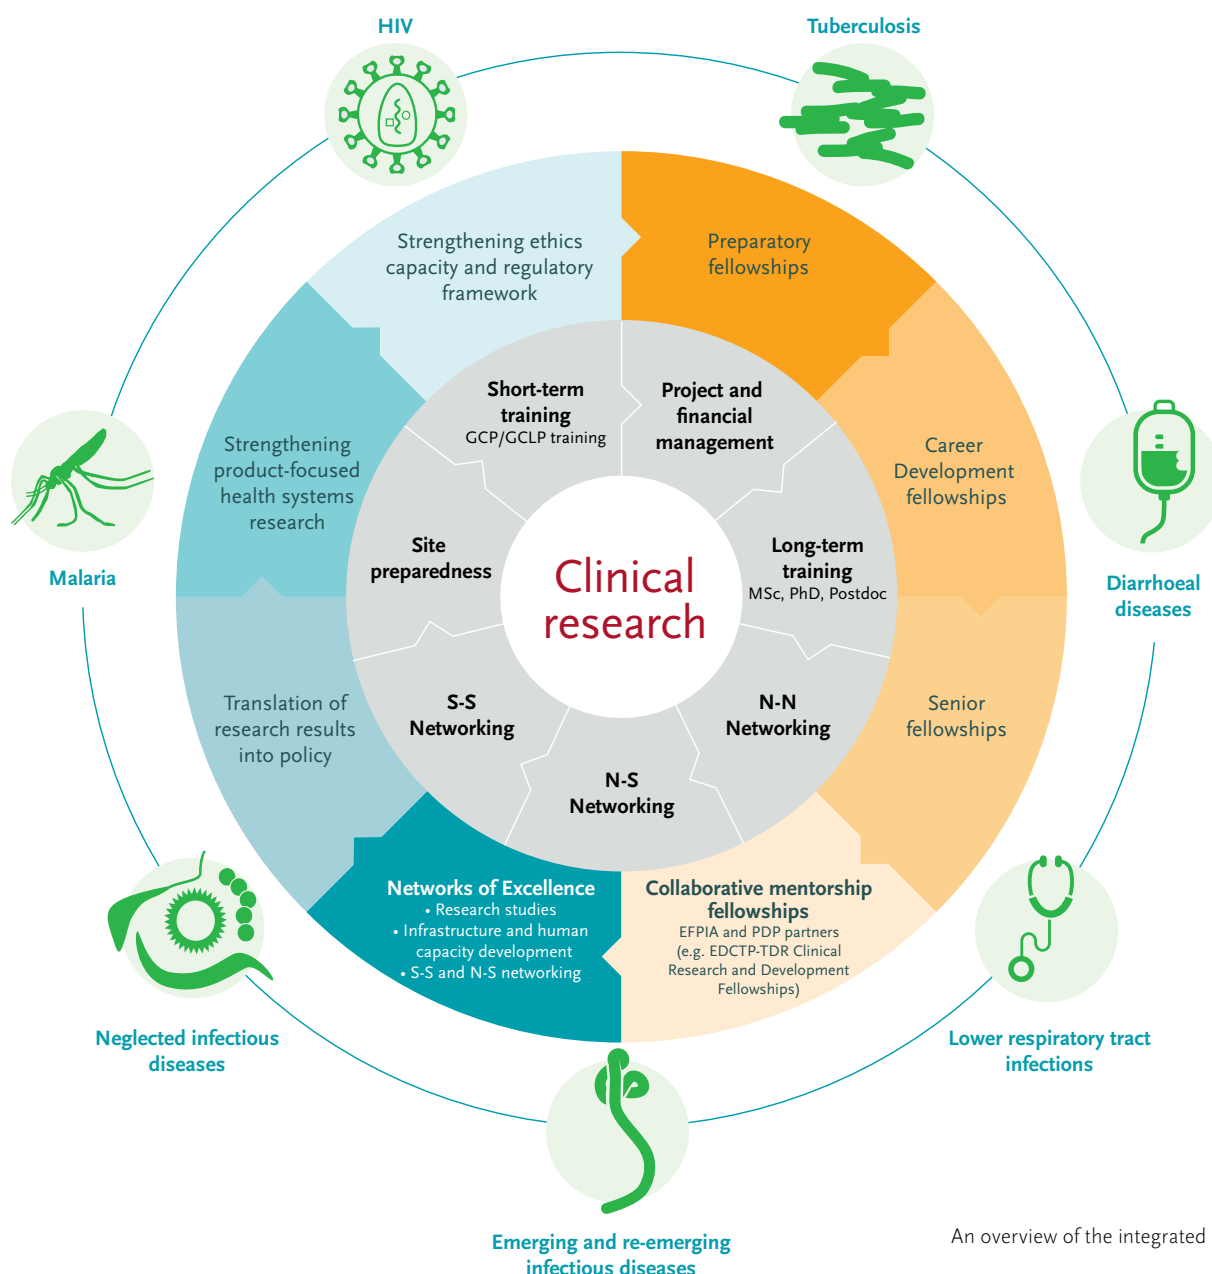 HIV
Tuberculosis
Strengthening ethics
capacity and regulatory
framework
Preparatory
fellowships
Short-term
training
GCP/GCLP training
Project and
financial
management
Strengthening
product-focused
health systems
research
Career
Development
fellowships
Site
preparedness
Clinical
research
Long-term
training
MSc, PhD, Postdoc
Malaria
Diarrhoeal
diseases
Translation of
research results
into policy
S-S
Networking
N-N
Networking
Senior
fellowships
N-S
Networking
Networks of Excellence
• Research studies
• Infrastructure and human
capacity development
• S-S and N-S networking
Collaborative mentorship
fellowships
EFPIA and PDP partners
(e.g. EDCTP-TDR Clinical
Research and Development
Fellowships)
Neglected infectious
diseases
Lower respiratory tract
infections
Emerging and re-emerging
infectious diseases
An overview of the integrated